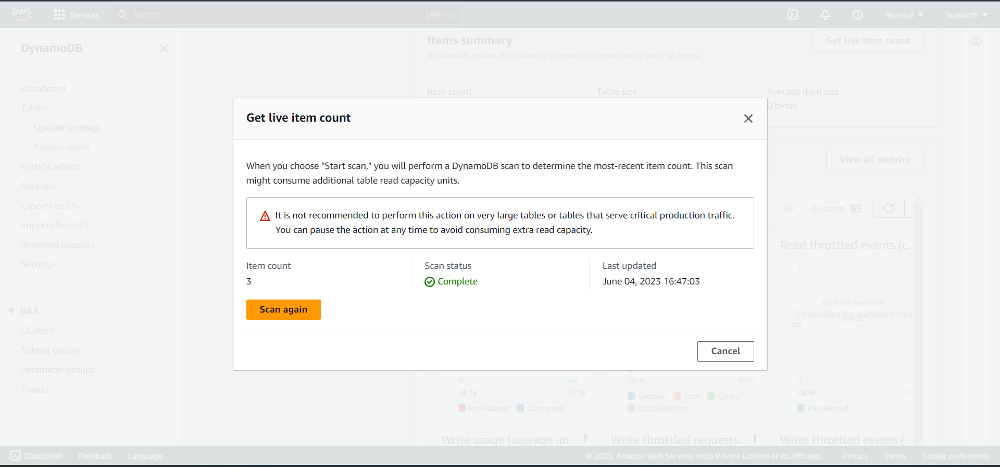 aws
Services
Search
[Alt+S]
Mumbai
Sumanth
DynamoDB
Dashboard
Tables
Update settings
Explore items
PartiQL editor
Backups
Exports to S3
Imports from S3
Reserved capacity
Settings
DAX
Clusters
Subnet groups
Parameter groups
Events
Items summary
Get live item count
DynamoDB updates the following information approximately every six hours.
Item count
Table size
Average item size
0 bytes
View all metrics
1w
Custom
Get live item count
When you choose "Start scan," you will perform a DynamoDB scan to determine the most-recent item count. This scan
might consume additional table read capacity units.
It is not recommended to perform this action on very large tables or tables that serve critical production traffic.
You can pause the action at any time to avoid consuming extra read capacity.
Item count
3
Scan status
Complete
Last updated
June 04, 2023 16:47:03
Scan again
Cancel
Read throttled events (c...
1
No data available.
Try adjusting the dashboard time
range.
0.5
0
08:16
11:15
Provisioned
Consumed
08:16
11:15
GetItem
Scan
Query
BatchGetItem
0
08:16
Provisioned
Write usage (average un...
Write throttled requests...
Write throttled events (...
CloudShell
Feedback
Language
© 2023, Amazon Web Services India Private Limited or its affiliates.
Privacy
Terms
Cookie preferences